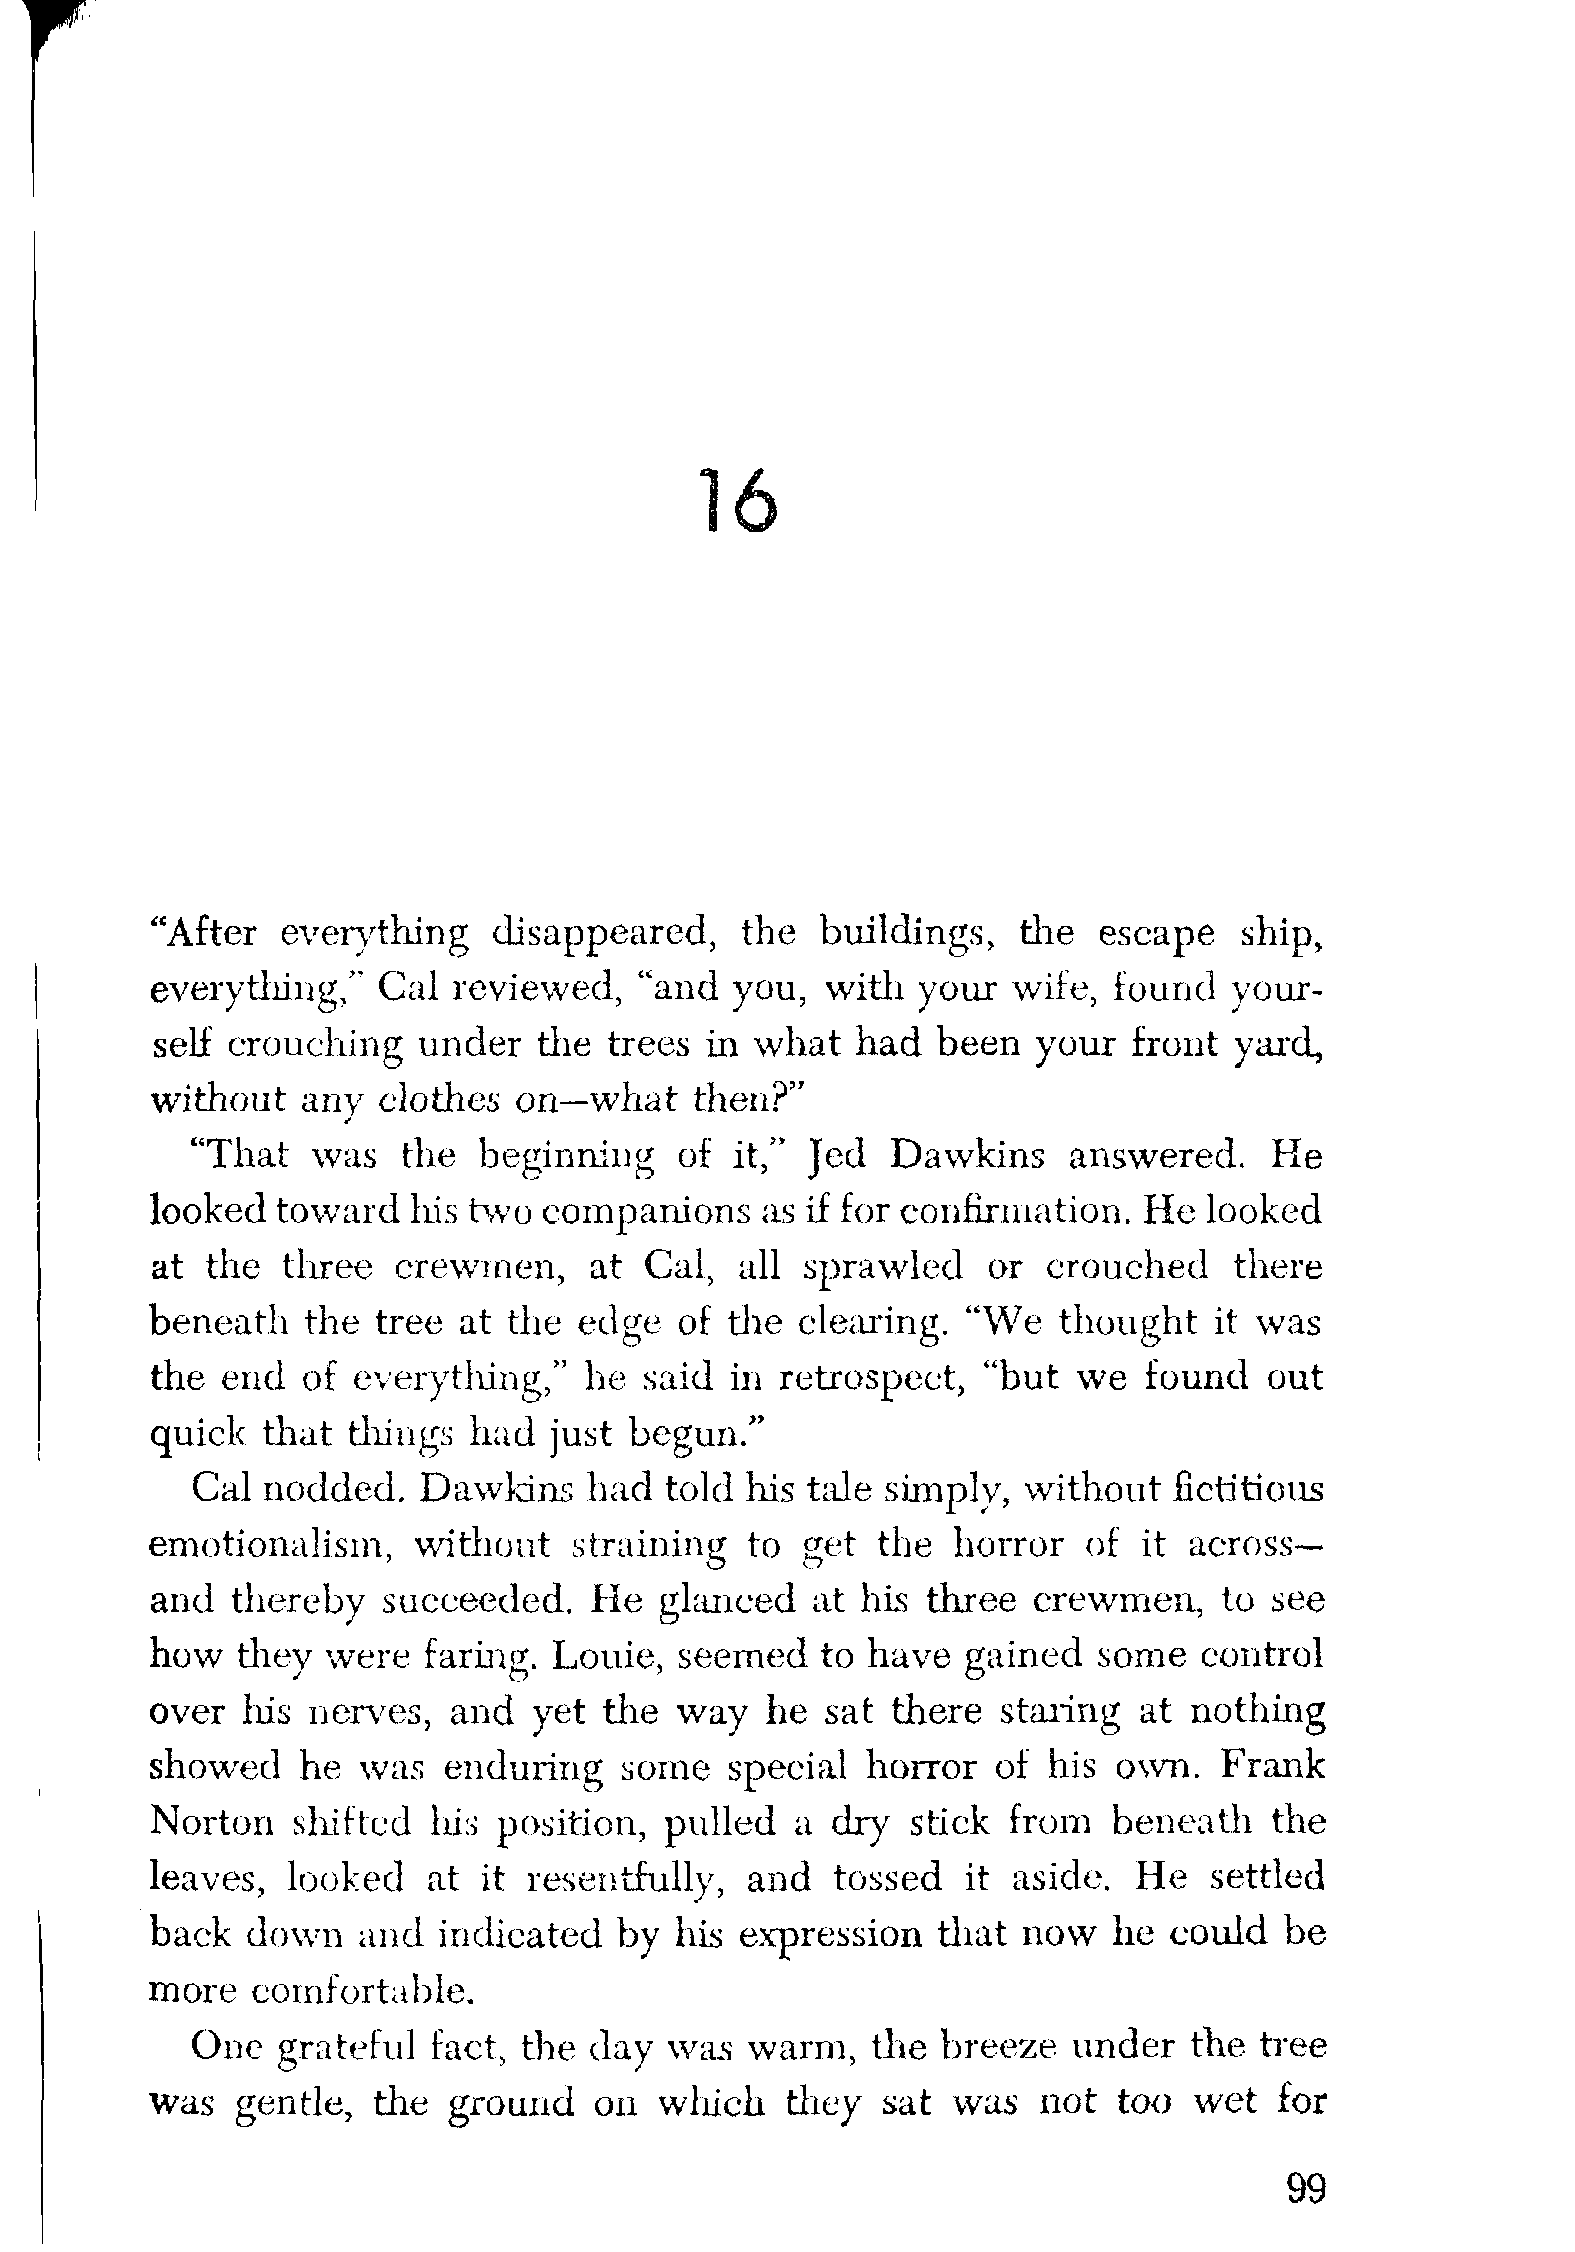 16
“After everything disappeared, the buildings, the escape ship,
everything,” Cal reviewed, “and you, with your wife, found your-
self crouching under the trees in what had been your front yard,
without any clothes on—what then?”
“That was the beginning of it,” Jed Dawkins answered. He
looked toward his two companions as if for confirmation. He looked
at the three crewmen, at Cal, all sprawled or crouched there
beneath the tree at the edge of the clearing. “We thought it was
the end of everything,” he said in retrospect, “but we found out
quick that things had just begun.”
Cal nodded. Dawkins had told his tale simply, without fictitious
emotionalism, without straining to get the horror of it across—
and thereby succeeded. He glanced at his three crewmen, to see
how they were faring. Louie, seemed to have gained some control
over his nerves, and yet the way he sat there staring at nothing
showed he was enduring some special horror of his own. Frank
Norton shifted his position, pulled a dry stick from beneath the
leaves, looked at it resentfully, and tossed it aside. He settled
back down and indicated by his expression that now he could be
more comfortable.
One grateful fact, the day was warm, the breeze under the tree
was gentle, the ground on which they sat was not too wet for
99